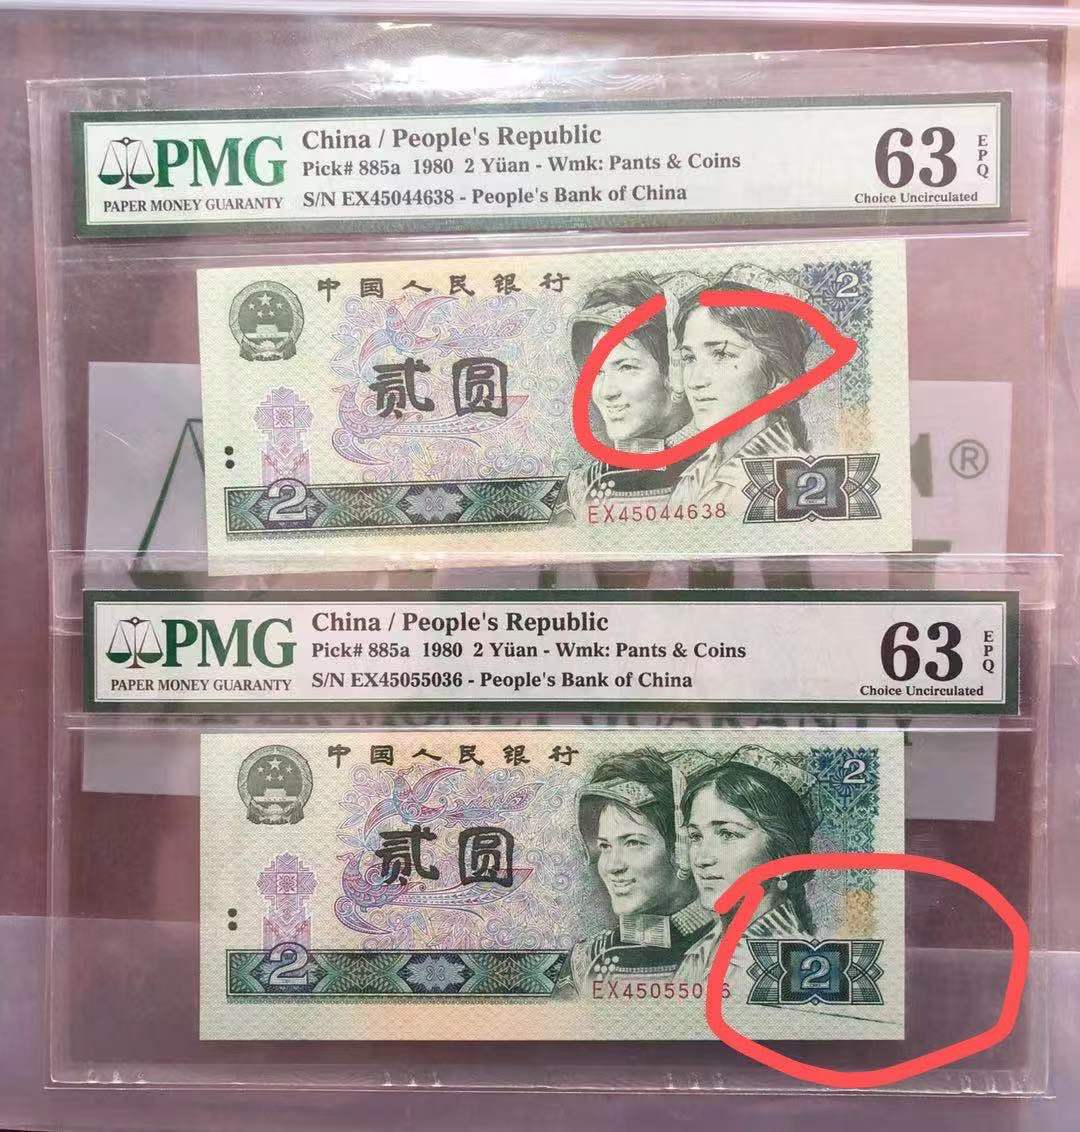 PMG
PAPER MONEY GUARANTY
China / People's Republic
Pick# 885a 1980 2 Yüan - Wmk: Pants & Coins
S/N EX45044638 - People's Bank of China
63
EPQ
Choice Uncirculated
中国人民银行
2
贰圆
2
2
EX45044638
®
PMG
PAPER MONEY GUARANTY
China / People's Republic
Pick# 885a 1980 2 Yüan - Wmk: Pants & Coins
S/N EX45055036 - People's Bank of China
63
EPQ
Choice Uncirculated
中国人民银行
2
贰圆
2
2